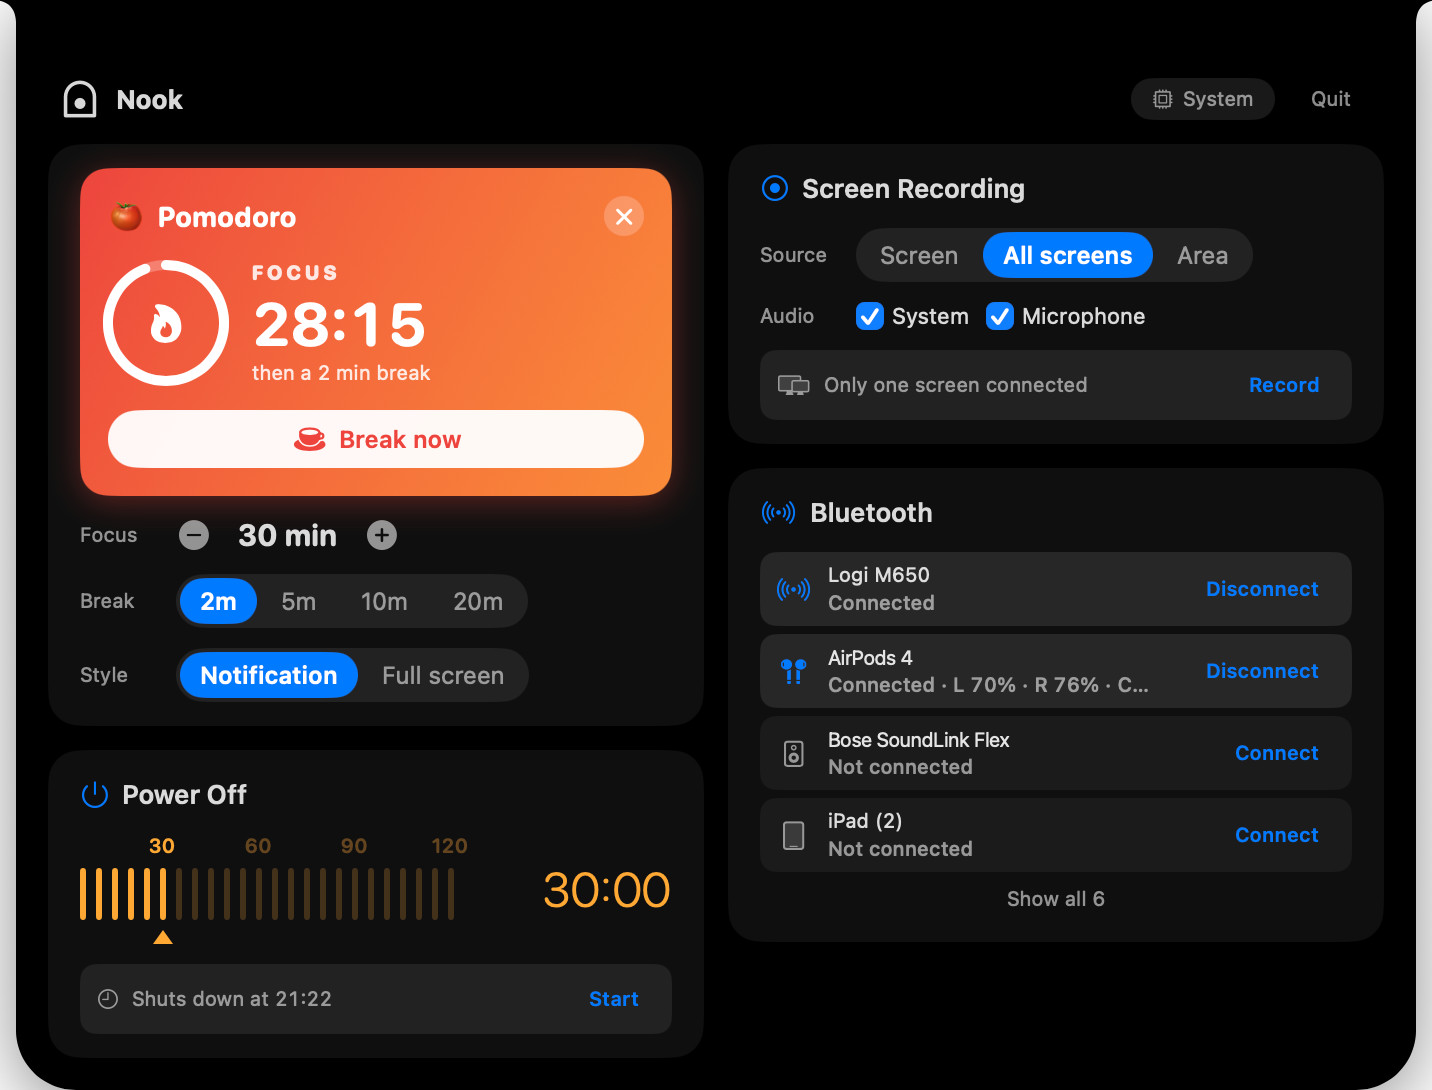 Nook
System
Quit
Pomodoro
FOCUS
28:15
then a 2 min break
Break now
Focus
30 min
Break
2m 5m 10m 20m
Style
Notification Full screen
Power Off
30 60 90 120
30:00
Shuts down at 21:22
Start
Screen Recording
Source
Screen All screens Area
Audio
System Microphone
Only one screen connected
Record
Bluetooth
Logi M650
Connected
Disconnect
AirPods 4
Connected · L 70% · R 76% · C...
Disconnect
Bose SoundLink Flex
Not connected
Connect
iPad (2)
Not connected
Connect
Show all 6